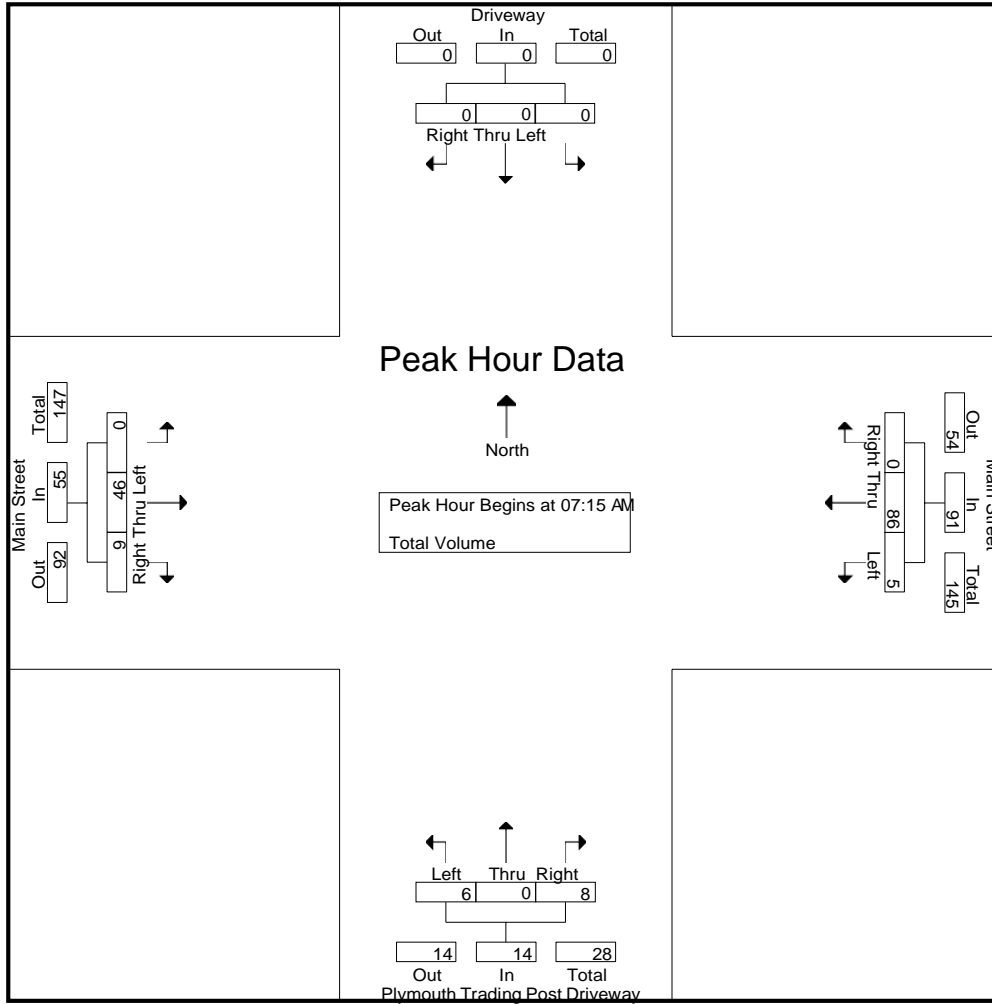 Driveway
Out In Total
0 0 0
0 0 0
Right Thru Left
Peak Hour Data
North
Peak Hour Begins at 07:15 AM
Total Volume
Main Street
Total In Out
147 55 92
0 46 9
Right Thru Left
Main Street
Out In Total
54 91 145
0 86 5
Right Thru Left
Left Thru Right
6 0 8
14 14 28
Out In Total
Plymouth Trading Post Driveway